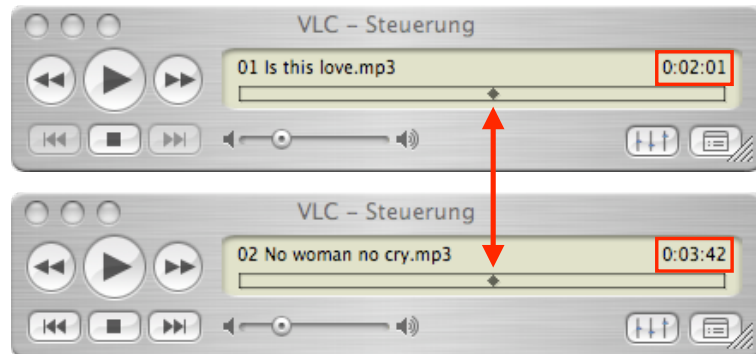 VLC – Steuerung
01 Is this love.mp3 0:02:01
VLC – Steuerung
02 No woman no cry.mp3 0:03:42